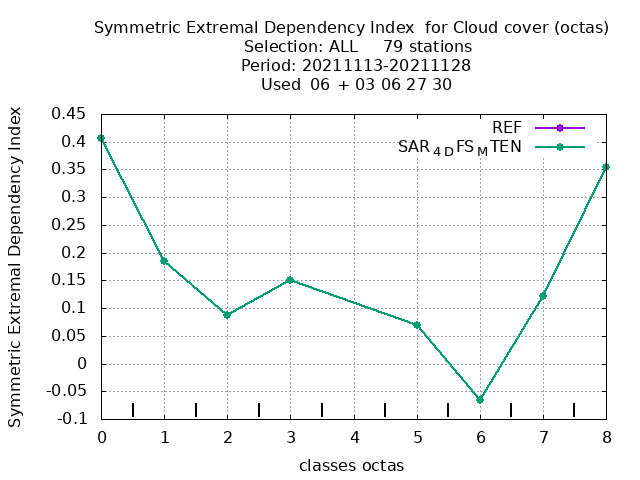 Symmetric Extremal Dependency Index  for Cloud cover (octas)
Selection: ALL     79 stations
Period: 20211113-20211128
Used  06  + 03 06 27 30
Symmetric Extremal Dependency Index
0.45
0.4
0.35
0.3
0.25
0.2
0.15
0.1
0.05
0
-0.05
-0.1
REF
SAR4DFSMTEN
0 1 2 3 4 5 6 7 8
classes octas